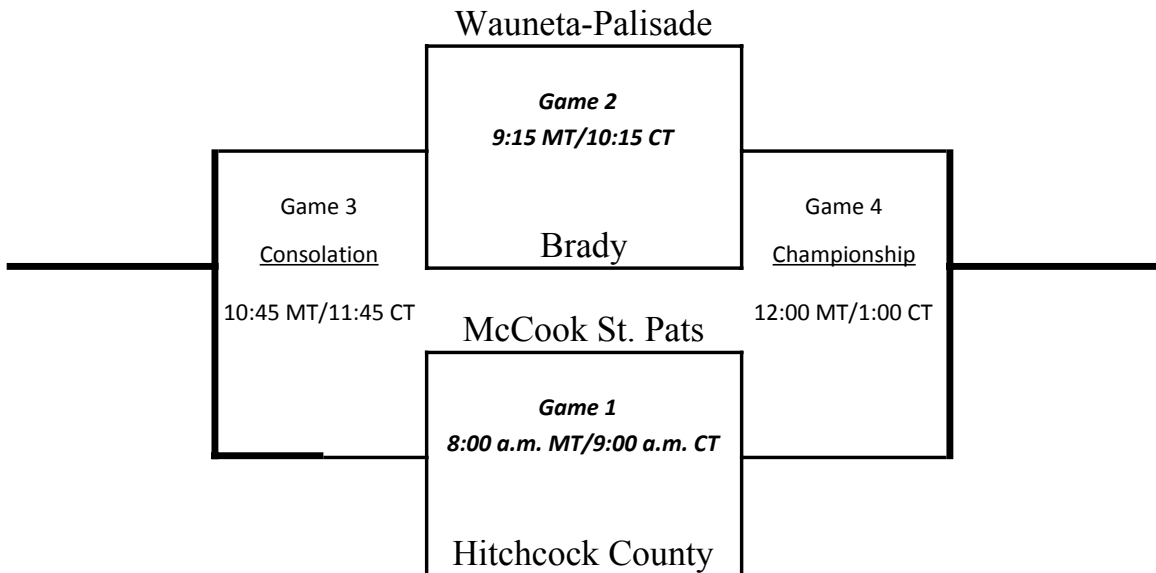 Wauneta-Palisade
Game 2
9:15 MT/10:15 CT
Game 3
Game 4
Brady
Consolation
Championship
10:45 MT/11:45 CT
12:00 MT/1:00 CT
McCook St. Pats
Game 1
8:00 a.m. MT/9:00 a.m. CT
Hitchcock County